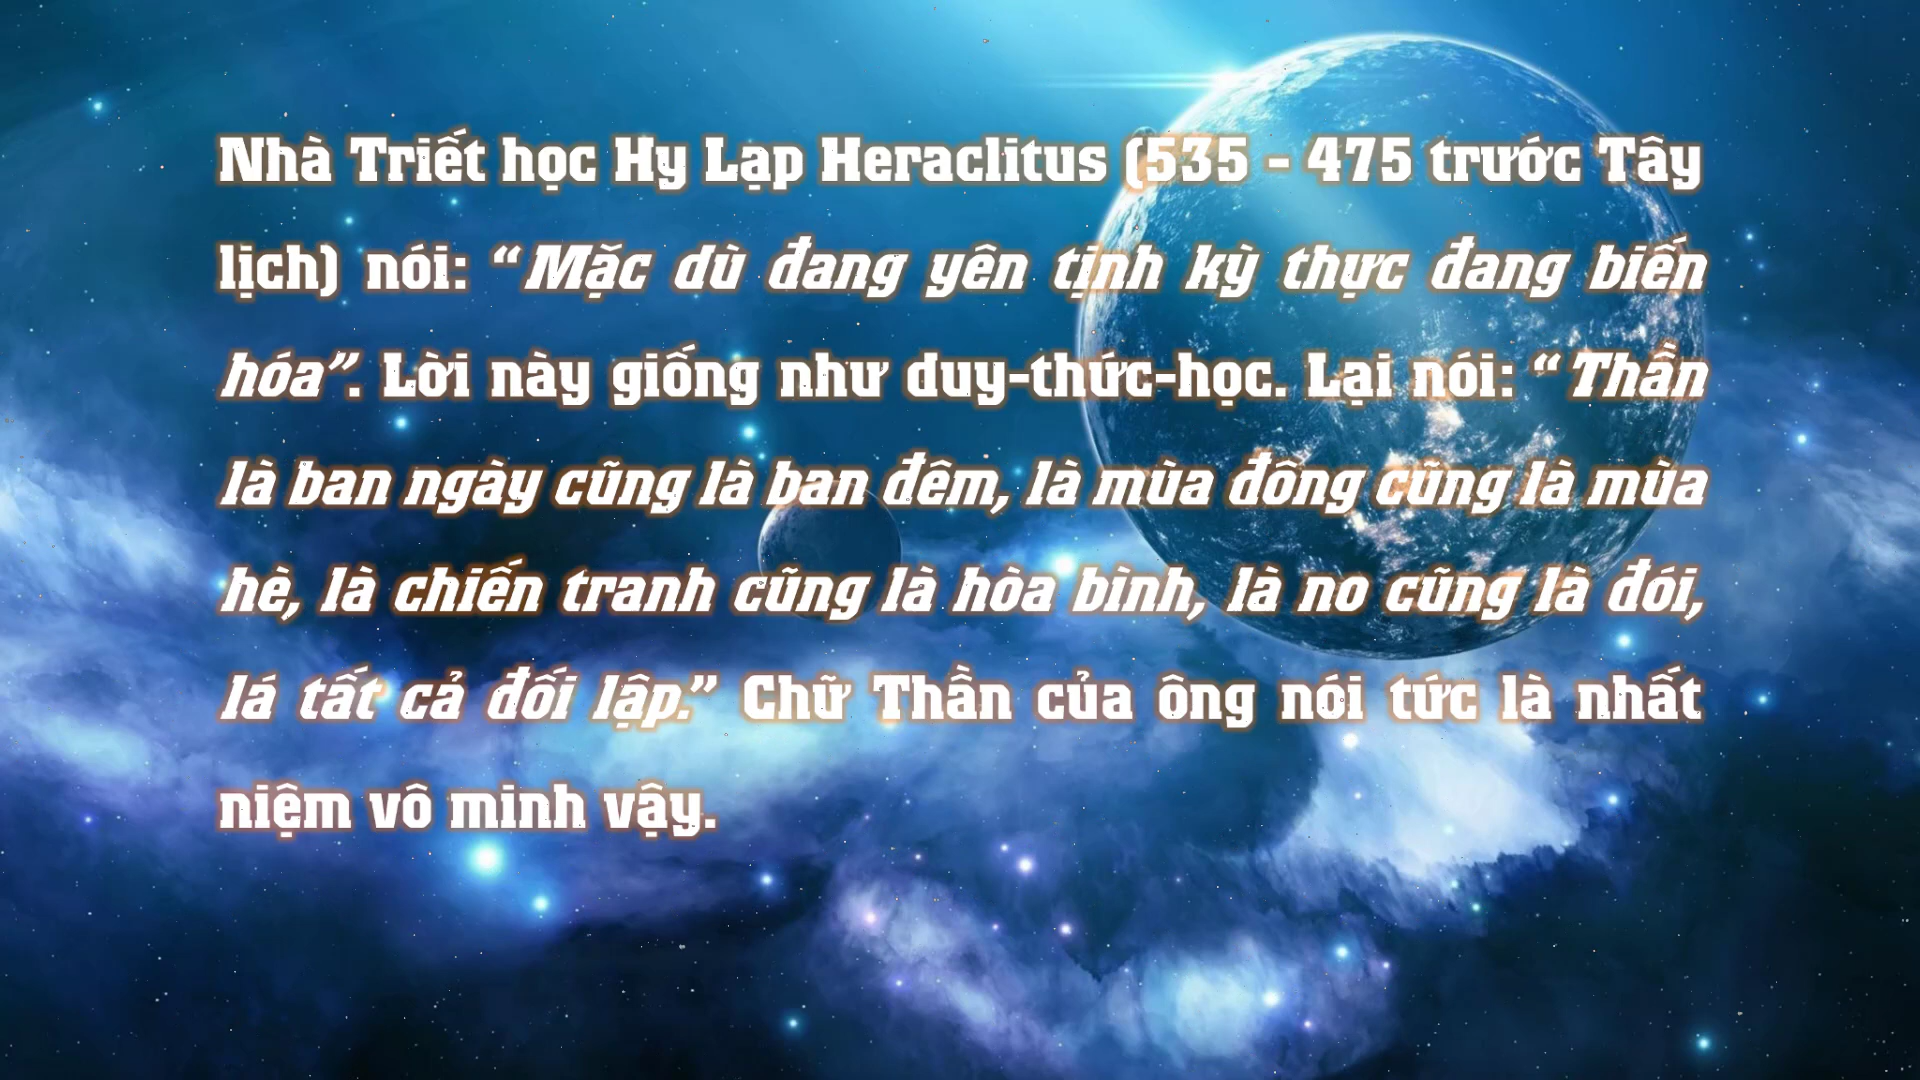 Nhà Triết học Hy Lạp Heraclitus (535 - 475 trước Tây
lịch) nói: “Mặc dù đang yên tịnh kỳ thực đang biến
hóa”. Lời này giống như duy-thức-học. Lại nói: “Thần
là ban ngày cũng là ban đêm, là mùa đông cũng là mùa
hè, là chiến tranh cũng là hòa bình, là no cũng là đói,
lá tất cả đối lập.” Chữ Thần của ông nói tức là nhất
niệm vô minh vậy.